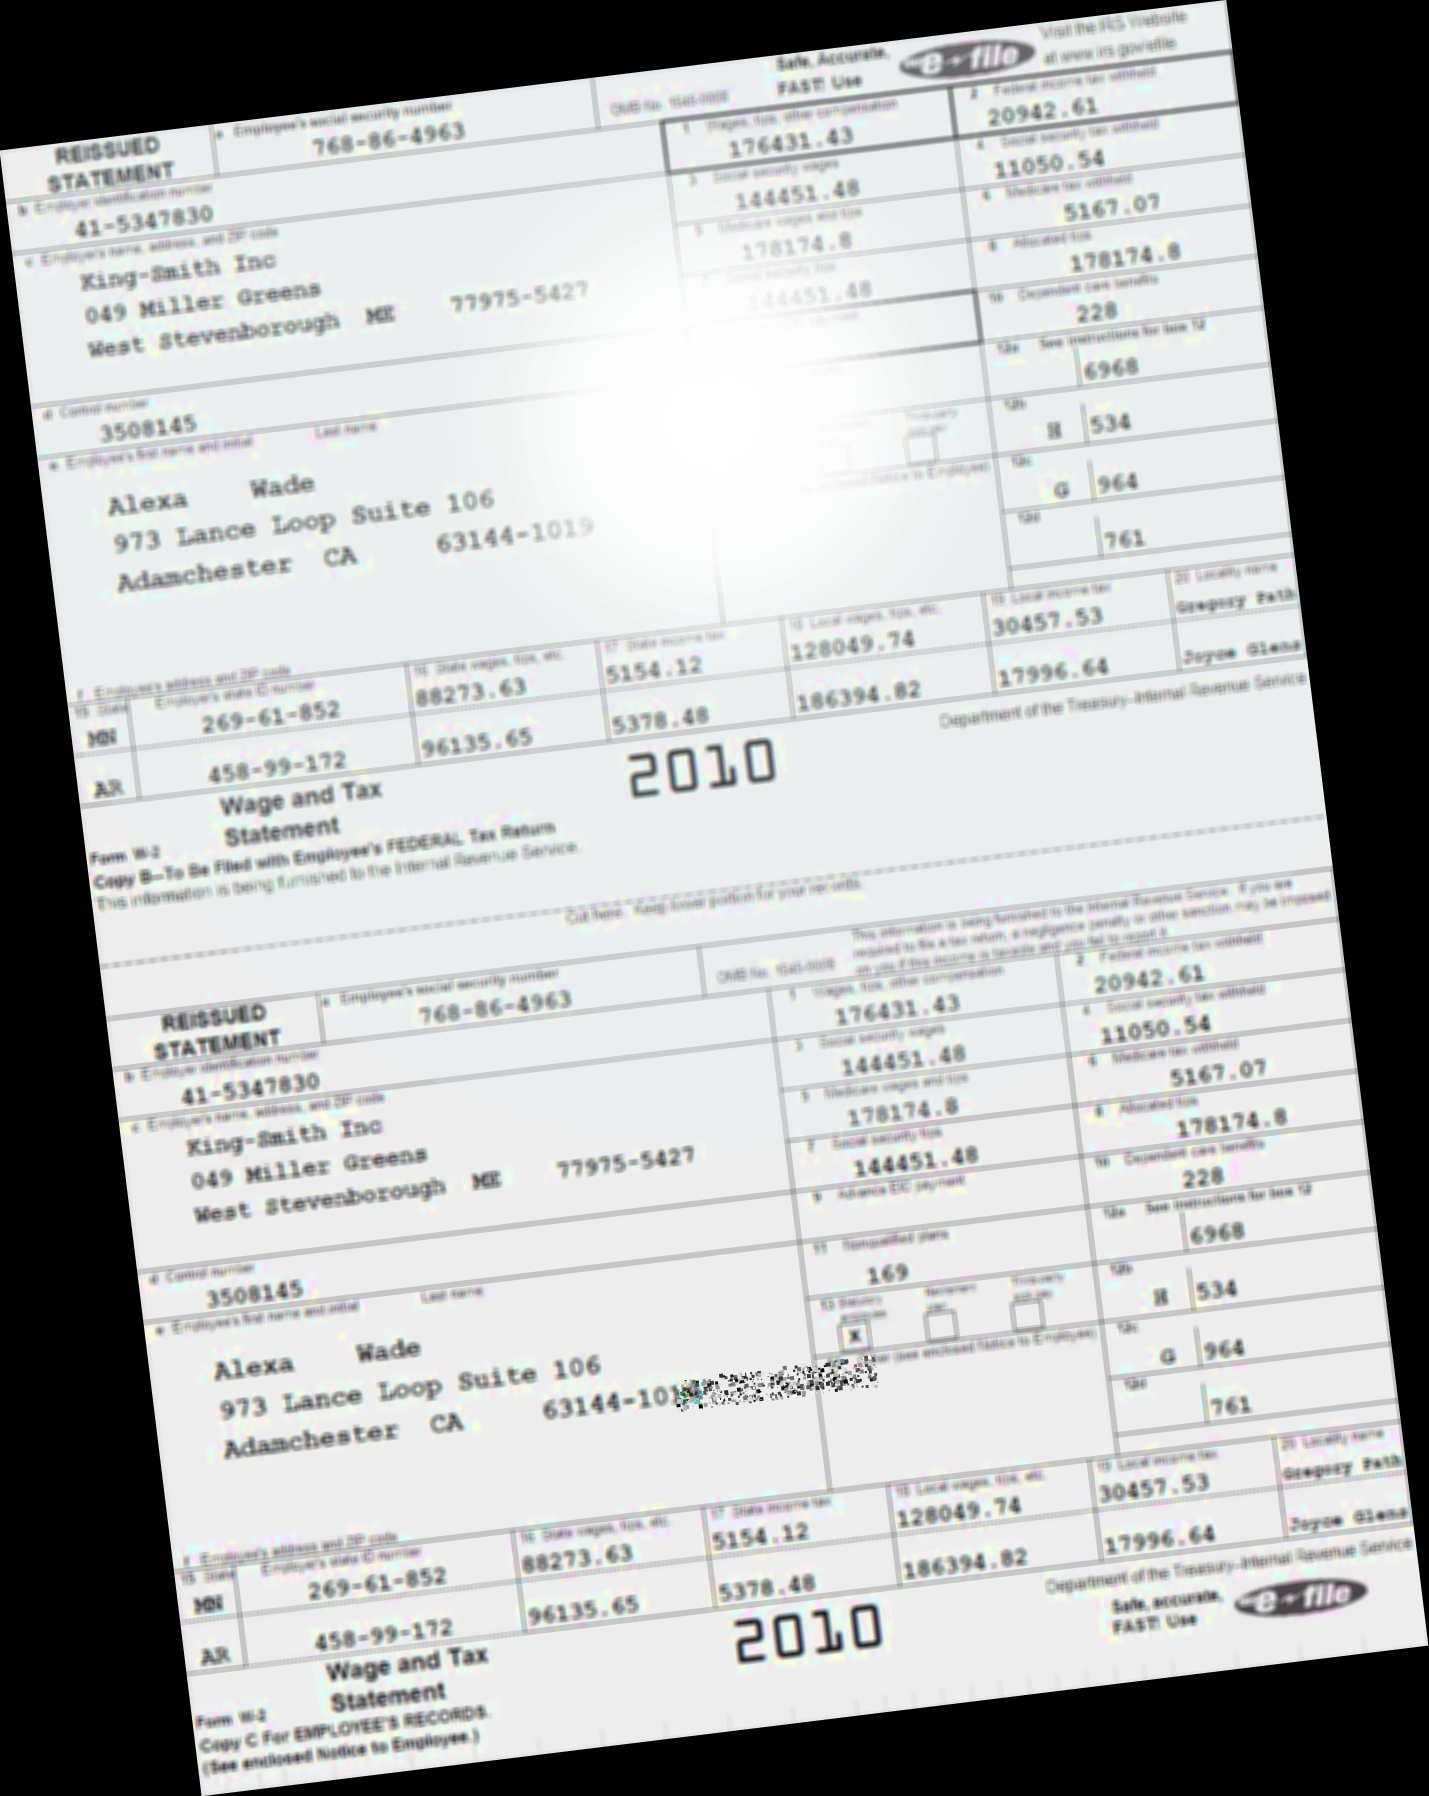 Safe, Accurate,
FAST! Use
e-file
Visit the IRS Website
at www.irs.gov/efile
REISSUED
STATEMENT
a Employee's social security number
768-86-4963
OMB No. 1545-0008
1 Wages, tips, other compensation
176431.43
2 Federal income tax withheld
20942.61
b Employer identification number
41-5347830
3 Social security wages
144451.48
4 Social security tax withheld
11050.54
c Employer's name, address, and ZIP code
King-Smith Inc
049 Miller Greens
West Stevenborough ME 77975-5427
5 Medicare wages and tips
178174.8
6 Medicare tax withheld
5167.07
7 Social security tips
144451.48
8 Allocated tips
178174.8
10 Dependent care benefits
228
d Control number
3508145
12a See instructions for box 12
6968
e Employee's first name and initial Last name
Alexa Wade
973 Lance Loop Suite 106
Adamchester CA 63144-1019
Third-party
sick pay
Notice to Employee)
12b
H 534
12c
G 964
12d
761
f Employee's address and ZIP code
15 State Employer's state ID number
MN 269-61-852
AR 458-99-172
16 State wages, tips, etc.
88273.63
96135.65
17 State income tax
5154.12
5378.48
18 Local wages, tips, etc.
128049.74
186394.82
19 Local income tax
30457.53
17996.64
20 Locality name
Gregory Path
Joyce Glens
Form W-2
Wage and Tax
Statement
2010
Department of the Treasury-Internal Revenue Service
Copy B—To Be Filed with Employee's FEDERAL Tax Return
This information is being furnished to the Internal Revenue Service.
Cut here. Keep lower portion for your records.
This information is being furnished to the Internal Revenue Service. If you are
required to file a tax return, a negligence penalty or other sanction may be imposed
on you if this income is taxable and you fail to report it.
REISSUED
STATEMENT
a Employee's social security number
768-86-4963
OMB No. 1545-0008
1 Wages, tips, other compensation
176431.43
2 Federal income tax withheld
20942.61
b Employer identification number
41-5347830
3 Social security wages
144451.48
4 Social security tax withheld
11050.54
c Employer's name, address, and ZIP code
King-Smith Inc
049 Miller Greens
West Stevenborough ME 77975-5427
5 Medicare wages and tips
178174.8
6 Medicare tax withheld
5167.07
7 Social security tips
144451.48
8 Allocated tips
178174.8
9 Advance EIC payment
10 Dependent care benefits
228
d Control number
3508145
11 Nonqualified plans
169
12a See instructions for box 12
6968
e Employee's first name and initial Last name
Alexa Wade
973 Lance Loop Suite 106
Adamchester CA
13 Statutory
employee
X
Retirement
plan
Third-party
sick pay
(see enclosed Notice to Employee)
12b
H 534
12c
G 964
12d
761
f Employee's address and ZIP code
15 State Employer's state ID number
MN 269-61-852
AR 458-99-172
16 State wages, tips, etc.
88273.63
96135.65
17 State income tax
5154.12
5378.48
18 Local wages, tips, etc.
128049.74
186394.82
19 Local income tax
30457.53
17996.64
20 Locality name
Gregory Path
Joyce Glens
Form W-2
Wage and Tax
Statement
2010
Department of the Treasury-Internal Revenue Service
Safe, accurate,
FAST! Use
e-file
Copy C For EMPLOYEE'S RECORDS.
(See enclosed Notice to Employee.)